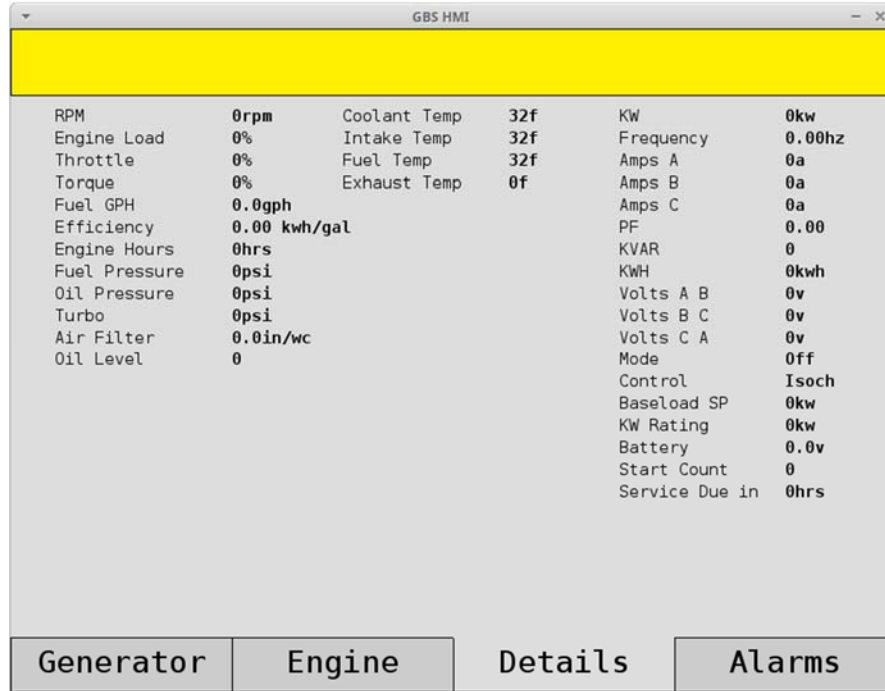 GBS HMI
RPM 0rpm Coolant Temp 32f KW 0kw
Engine Load 0% Intake Temp 32f Frequency 0.00hz
Throttle 0% Fuel Temp 32f Amps A 0a
Torque 0% Exhaust Temp 0f Amps B 0a
Fuel GPH 0.0gph Amps C 0a
Efficiency 0.00 kwh/gal PF 0.00
Engine Hours 0hrs KVAR 0
Fuel Pressure 0psi KWH 0kwh
Oil Pressure 0psi Volts A B 0v
Turbo 0psi Volts B C 0v
Air Filter 0.0in/wc Volts C A 0v
Oil Level 0 Mode Off
Control Isoch
Baseload SP 0kw
KW Rating 0kw
Battery 0.0v
Start Count 0
Service Due in 0hrs
Generator Engine Details Alarms